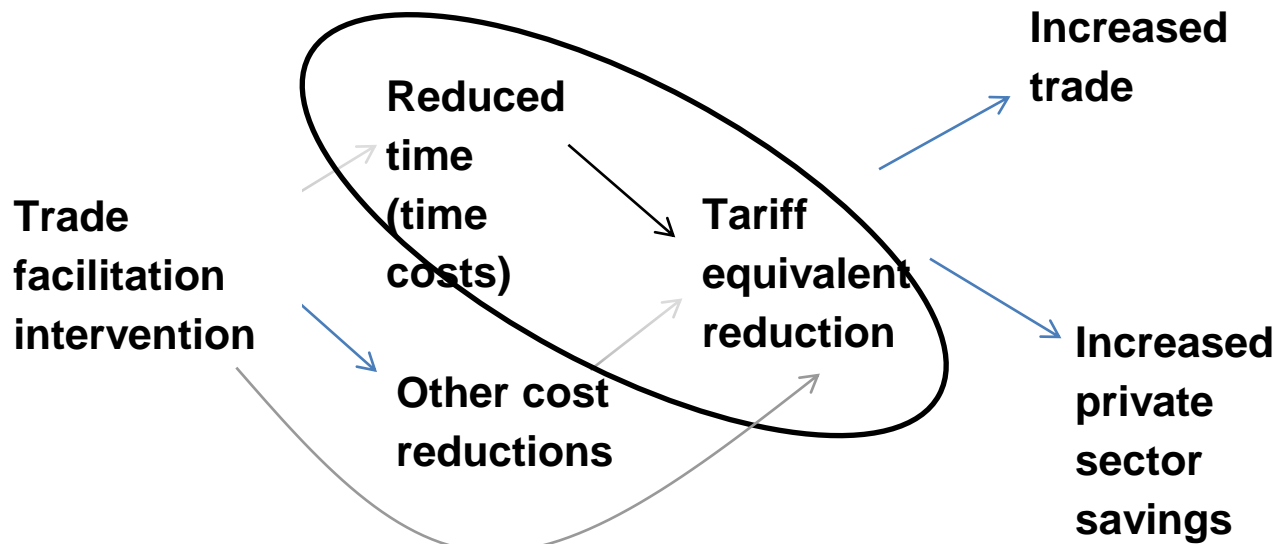 Trade
facilitation
intervention
Reduced
time
(time
costs)
Other cost
reductions
Tariff
equivalent
reduction
Increased
trade
Increased
private
sector
savings